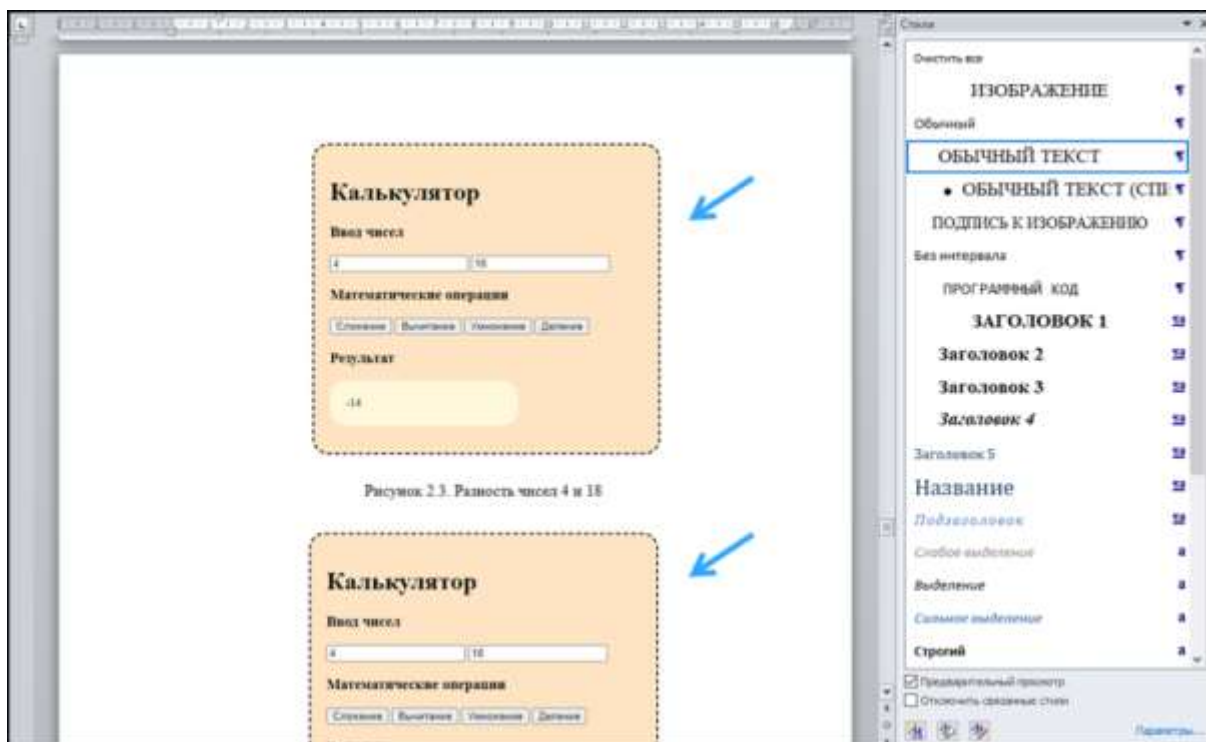 Стили
Очистить все
ИЗОБРАЖЕНИЕ
Обычный
ОБЫЧНЫЙ ТЕКСТ
• ОБЫЧНЫЙ ТЕКСТ (СПИ
ПОДПИСЬ К ИЗОБРАЖЕНИЮ
Без интервала
ПРОГРАММНЫЙ КОД
ЗАГОЛОВОК 1
Заголовок 2
Заголовок 3
Заголовок 4
Заголовок 5
Название
Подзаголовок
Слабое выделение
Выделение
Сильное выделение
Строгий
Предварительный просмотр
Отключить связанные стили
Параметры...
Калькулятор
Ввод чисел
4 18
Математические операции
Сложение Вычитание Умножение Деление
Результат
-14
Рисунок 2.3. Разность чисел 4 и 18
Калькулятор
Ввод чисел
4 18
Математические операции
Сложение Вычитание Умножение Деление